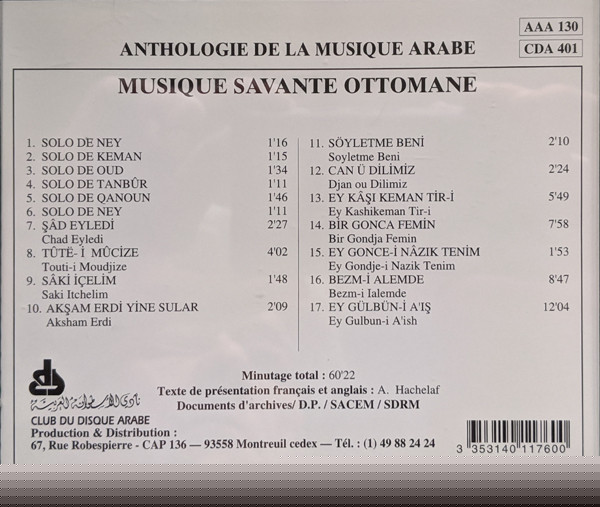 AAA 130
ANTHOLOGIE DE LA MUSIQUE ARABE
CDA 401
MUSIQUE SAVANTE OTTOMANE
1. SOLO DE NEY 1'16
2. SOLO DE KEMAN 1'15
3. SOLO DE OUD 1'34
4. SOLO DE TANBÛR 1'11
5. SOLO DE QANOUN 1'46
6. SOLO DE NEY 1'11
7. ŞÂD EYLEDİ 2'27
Chad Eyledi
8. TÛTÊ- İ MÛCİZE 4'02
Touti-i Moudjize
9. SÂKİ İÇELİM 1'48
Saki Itchelim
10. AKŞAM ERDİ YİNE SULAR 2'09
Aksham Erdi
11. SÖYLETME BENİ 2'10
Soyletme Beni
12. CAN Ü DİLİMİZ 2'24
Djan ou Dilimiz
13. EY KÂŞI KEMAN TİR-İ 5'49
Ey Kashikeman Tir-i
14. BİR GONCA FEMİN 7'58
Bir Gondja Femin
15. EY GONCE-İ NÂZIK TENİM 1'53
Ey Gondje-i Nazik Tenim
16. BEZM-İ ALEMDE 8'47
Bezm-i Ialemde
17. EY GÜLBÜN-İ A'IŞ 12'04
Ey Gulbun-i A'ish
Minutage total : 60'22
Texte de présentation français et anglais : A. Hachelaf
Documents d'archives/ D.P. / SACEM / SDRM
نادي الأسطوانة العربية
CLUB DU DISQUE ARABE
Production & Distribution :
67, Rue Robespierre - CAP 136 — 93558 Montreuil cedex — Tél. : (1) 49 88 24 24
3 353140 117600